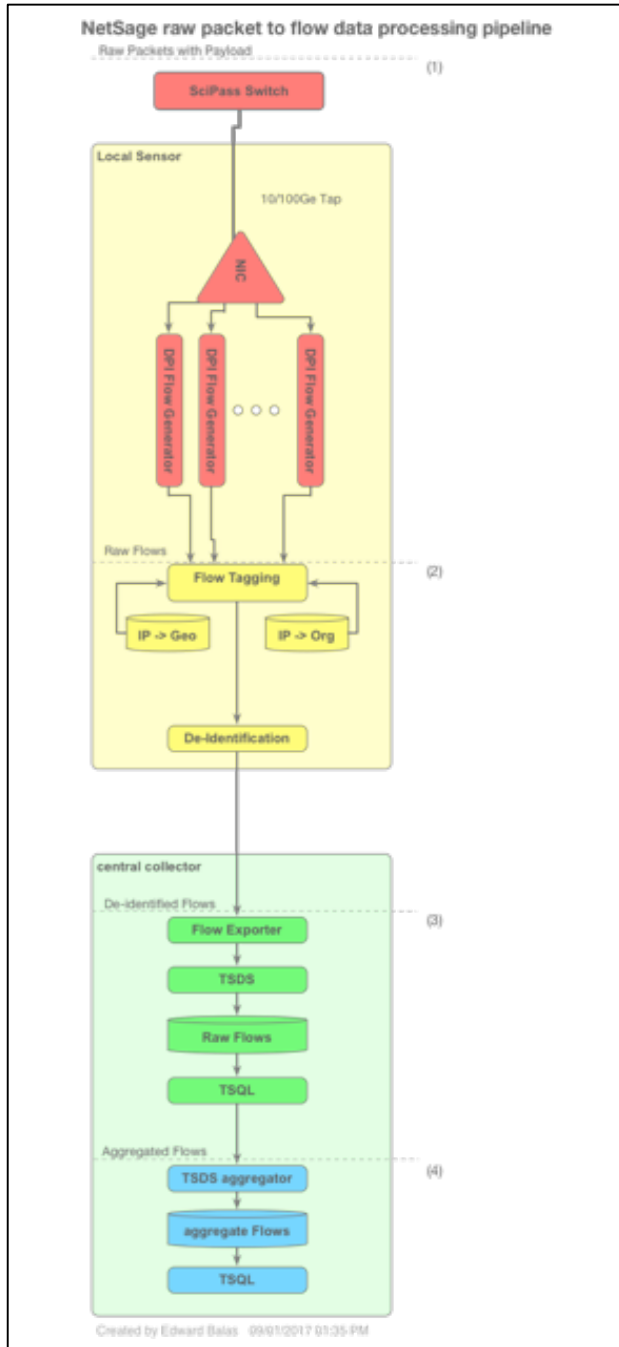 NetSage raw packet to flow data processing pipeline
Raw Packets with Payload
(1)
SciPass Switch
Local Sensor
10/100Ge Tap
NIC
DPI Flow Generator
DPI Flow Generator
DPI Flow Generator
Raw Flows
(2)
Flow Tagging
IP -> Geo
IP -> Org
De-Identification
central collector
De-identified Flows
(3)
Flow Exporter
TSDS
Raw Flows
TSQL
Aggregated Flows
(4)
TSDS aggregator
aggregate Flows
TSQL
Created by Edward Balas 09/01/2017 01:35 PM